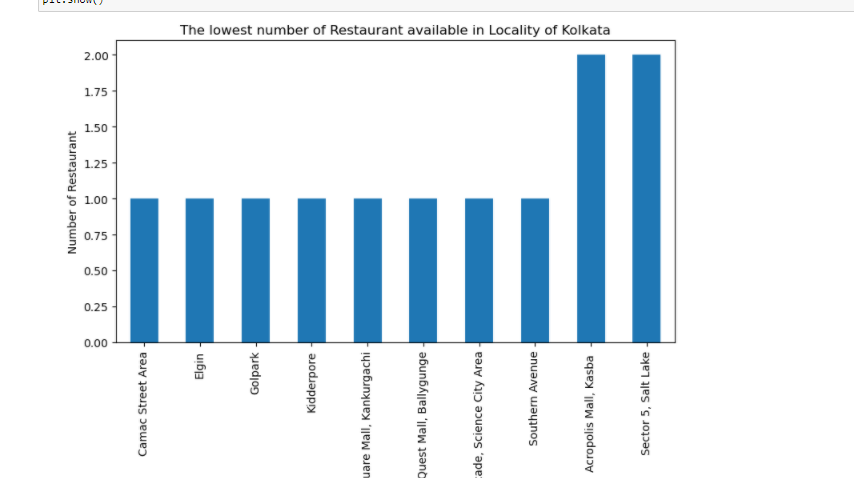 plt.show()
The lowest number of Restaurant available in Locality of Kolkata
Number of Restaurant
2.00
1.75
1.50
1.25
1.00
0.75
0.50
0.25
0.00
Camac Street Area
Elgin
Golpark
Kidderpore
Mall, Kankurgachi
Quest Mall, Ballygunge
Science City Area
Southern Avenue
Acropolis Mall, Kasba
Sector 5, Salt Lake